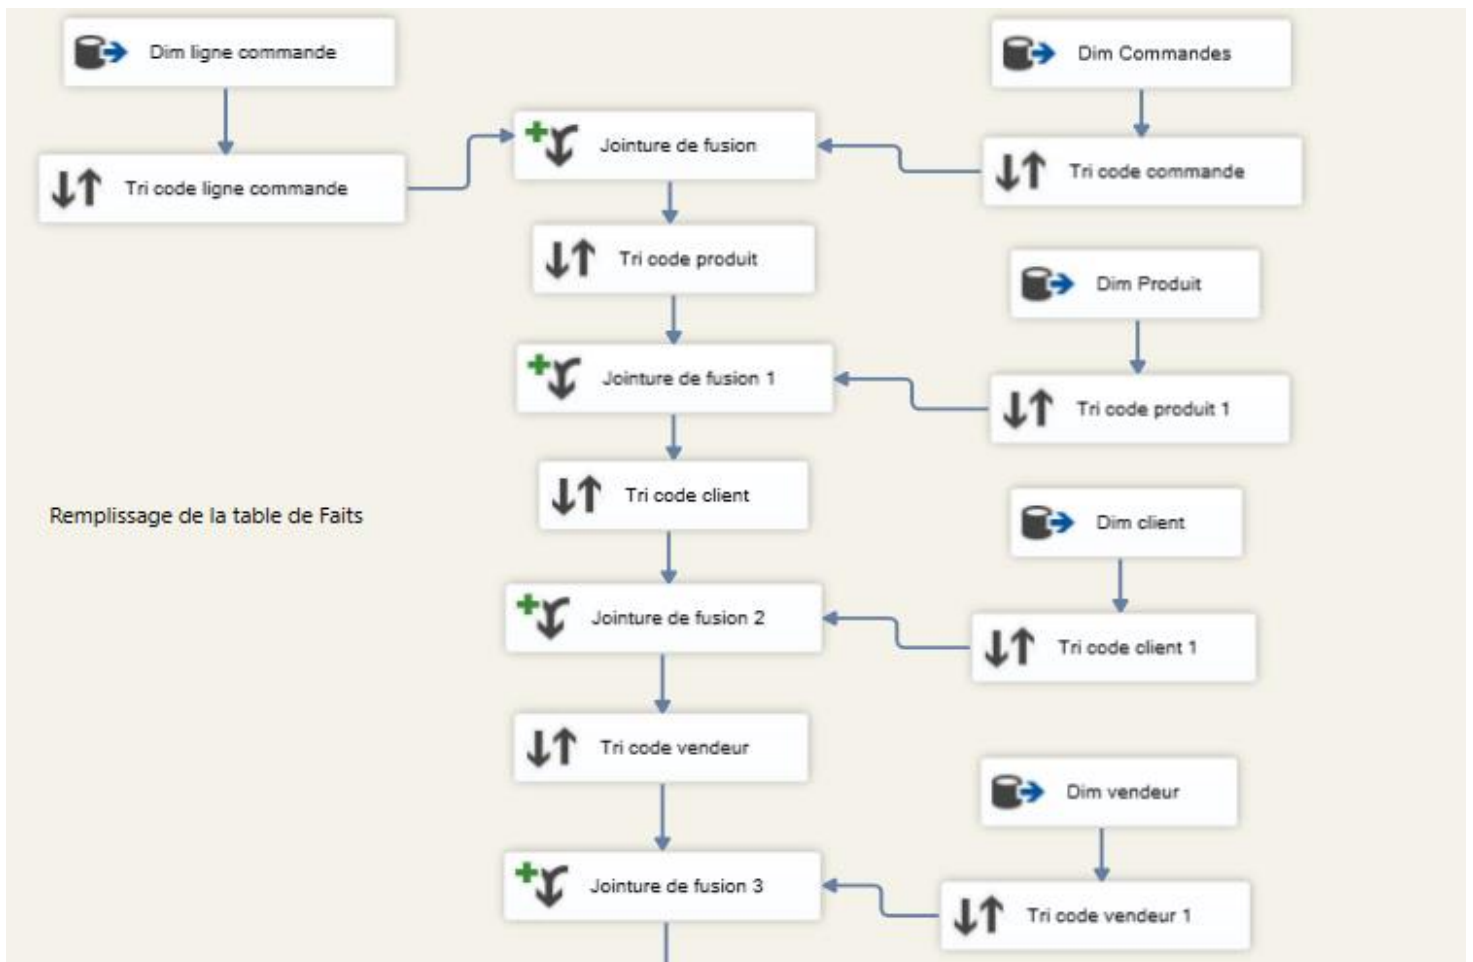 Dim ligne commande
Dim Commandes
Jointure de fusion
Tri code ligne commande
Tri code commande
Tri code produit
Dim Produit
Jointure de fusion 1
Tri code produit 1
Tri code client
Remplissage de la table de Faits
Dim client
Jointure de fusion 2
Tri code client 1
Tri code vendeur
Dim vendeur
Jointure de fusion 3
Tri code vendeur 1